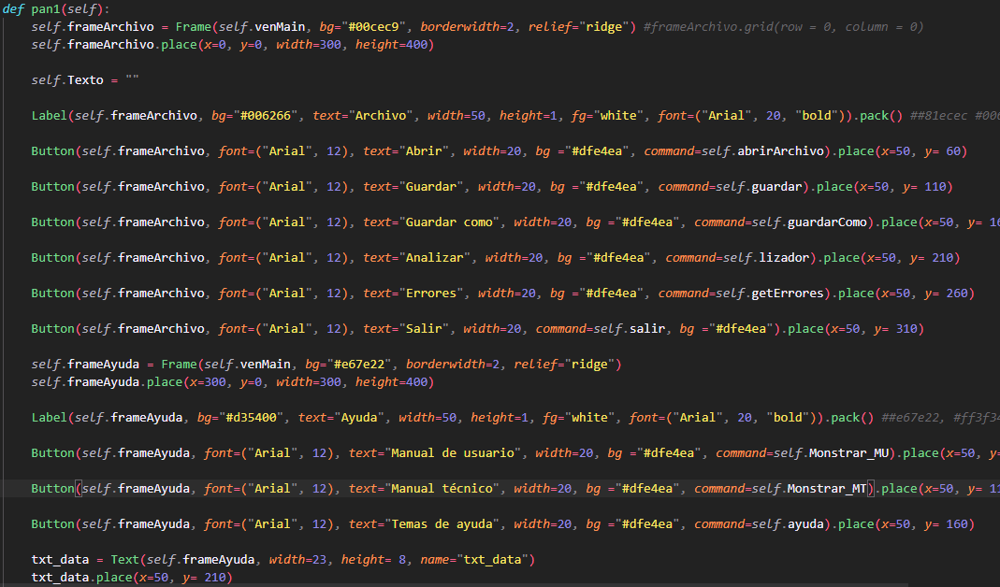 def pan1(self):
self.frameArchivo = Frame(self.venMain, bg="#00cec9", borderwidth=2, relief="ridge") #frameArchivo.grid(row = 0, column = 0)
self.frameArchivo.place(x=0, y=0, width=300, height=400)
self.Texto = ""
Label(self.frameArchivo, bg="#006266", text="Archivo", width=50, height=1, fg="white", font=("Arial", 20, "bold")).pack() ##81ecec #006
Button(self.frameArchivo, font=("Arial", 12), text="Abrir", width=20, bg ="#dfe4ea", command=self.abrirArchivo).place(x=50, y= 60)
Button(self.frameArchivo, font=("Arial", 12), text="Guardar", width=20, bg ="#dfe4ea", command=self.guardar).place(x=50, y= 110)
Button(self.frameArchivo, font=("Arial", 12), text="Guardar como", width=20, bg ="#dfe4ea", command=self.guardarComo).place(x=50, y= 16
Button(self.frameArchivo, font=("Arial", 12), text="Analizar", width=20, bg ="#dfe4ea", command=self.lizador).place(x=50, y= 210)
Button(self.frameArchivo, font=("Arial", 12), text="Errores", width=20, bg ="#dfe4ea", command=self.getErrores).place(x=50, y= 260)
Button(self.frameArchivo, font=("Arial", 12), text="Salir", width=20, command=self.salir, bg ="#dfe4ea").place(x=50, y= 310)
self.frameAyuda = Frame(self.venMain, bg="#e67e22", borderwidth=2, relief="ridge")
self.frameAyuda.place(x=300, y=0, width=300, height=400)
Label(self.frameAyuda, bg="#d35400", text="Ayuda", width=50, height=1, fg="white", font=("Arial", 20, "bold")).pack() ##e67e22, #ff3f34
Button(self.frameAyuda, font=("Arial", 12), text="Manual de usuario", width=20, bg ="#dfe4ea", command=self.Monstrar_MU).place(x=50, y=
Button(self.frameAyuda, font=("Arial", 12), text="Manual técnico", width=20, bg ="#dfe4ea", command=self.Monstrar_MT).place(x=50, y= 11
Button(self.frameAyuda, font=("Arial", 12), text="Temas de ayuda", width=20, bg ="#dfe4ea", command=self.ayuda).place(x=50, y= 160)
txt_data = Text(self.frameAyuda, width=23, height= 8, name="txt_data")
txt_data.place(x=50, y= 210)